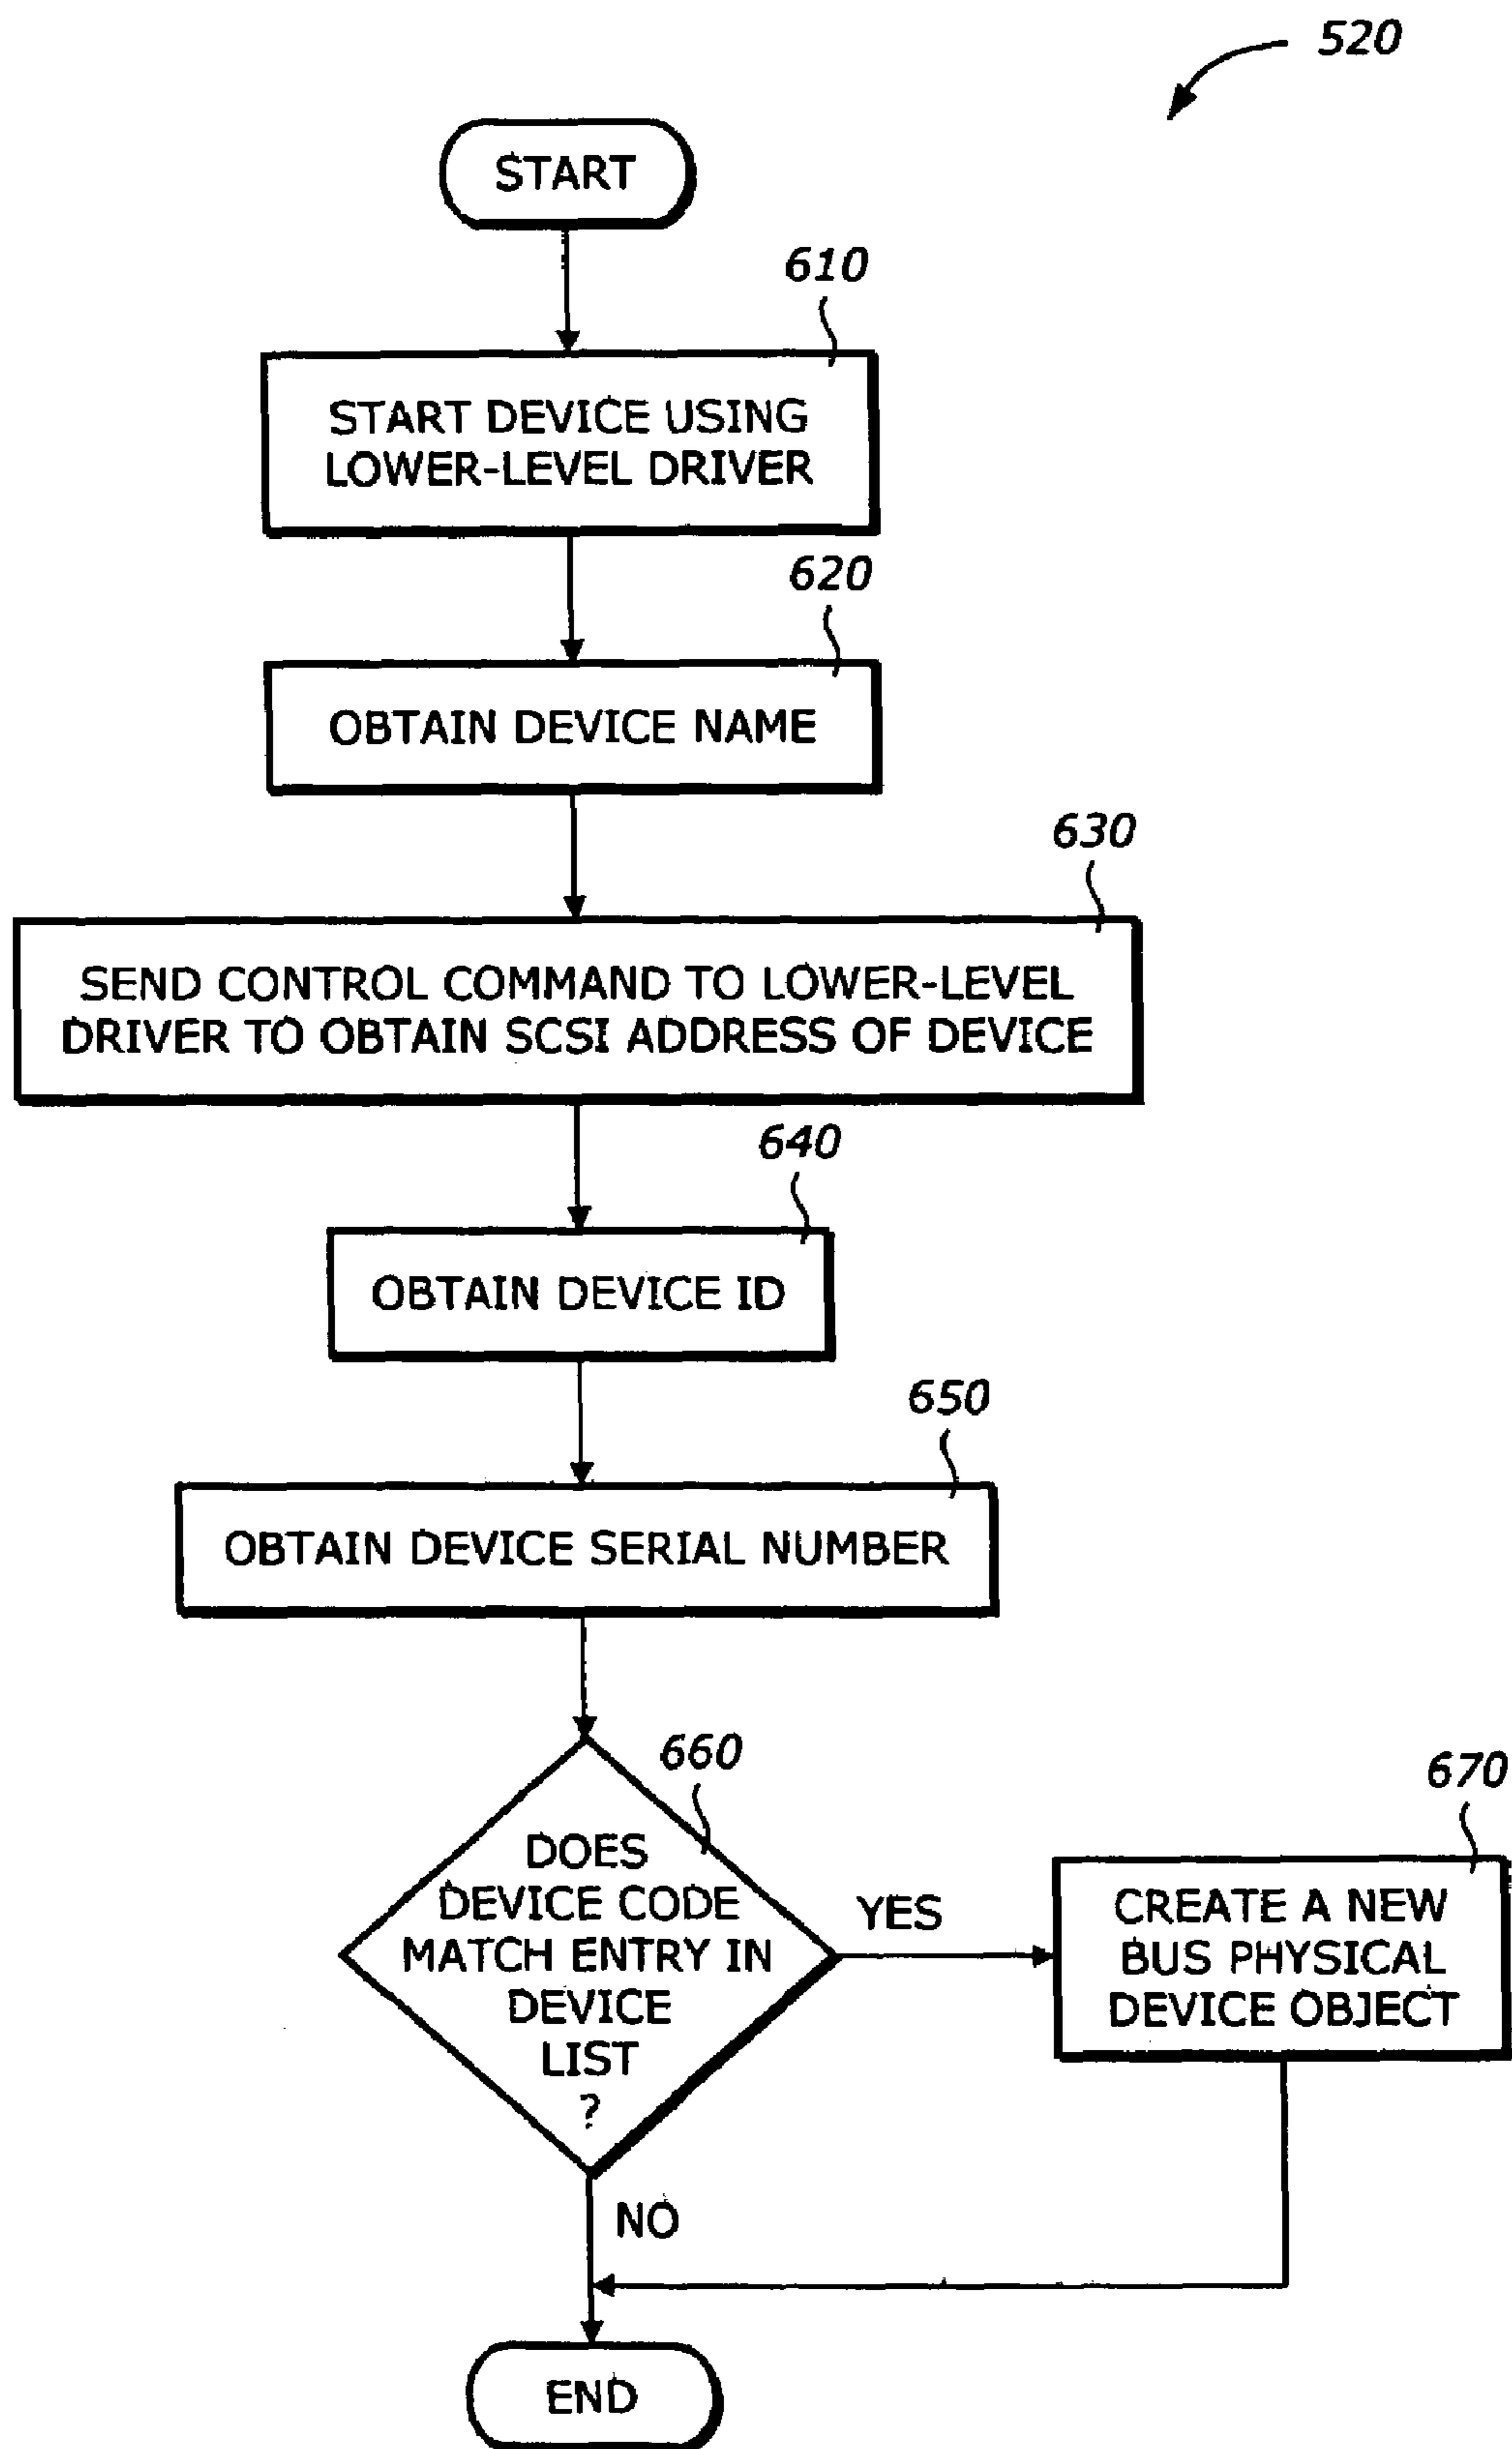 520
START
610
START DEVICE USING
LOWER-LEVEL DRIVER
620
OBTAIN DEVICE NAME
630
SEND CONTROL COMMAND TO LOWER-LEVEL
DRIVER TO OBTAIN SCSI ADDRESS OF DEVICE
640
OBTAIN DEVICE ID
650
OBTAIN DEVICE SERIAL NUMBER
660
DOES
DEVICE CODE
MATCH ENTRY IN
DEVICE
LIST
?
YES
670
CREATE A NEW
BUS PHYSICAL
DEVICE OBJECT
NO
END